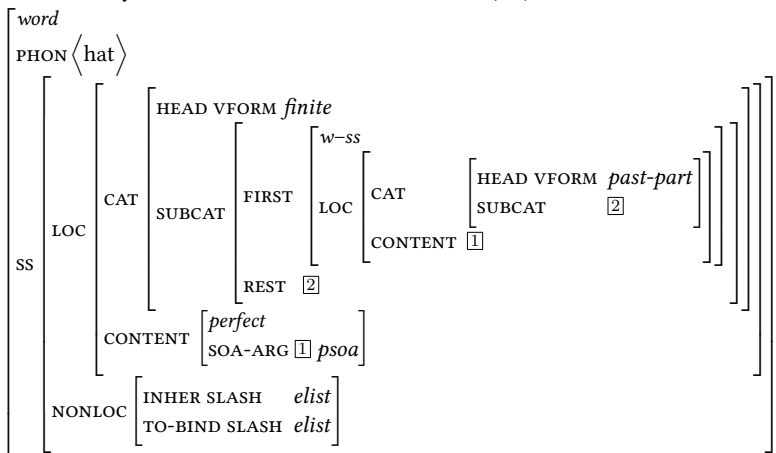 word
PHON ⟨hat⟩
HEAD VFORM finite
w–ss
HEAD VFORM past-part
FIRST
CAT
CAT
SUBCAT 2
SUBCAT
LOC
LOC
CONTENT 1
SS
REST 2
perfect
CONTENT
SOA-ARG 1 psoa
INHER SLASH elist
NONLOC
TO-BIND SLASH elist